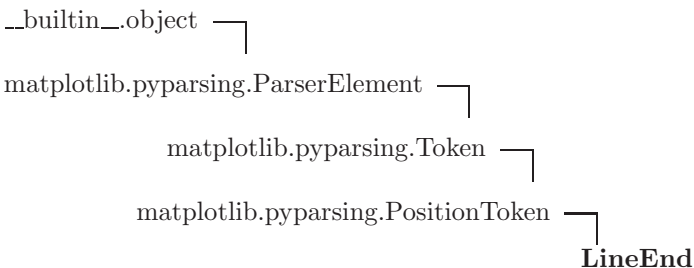 __builtin__.object
matplotlib.pyparsing.ParserElement
matplotlib.pyparsing.Token
matplotlib.pyparsing.PositionToken
LineEnd